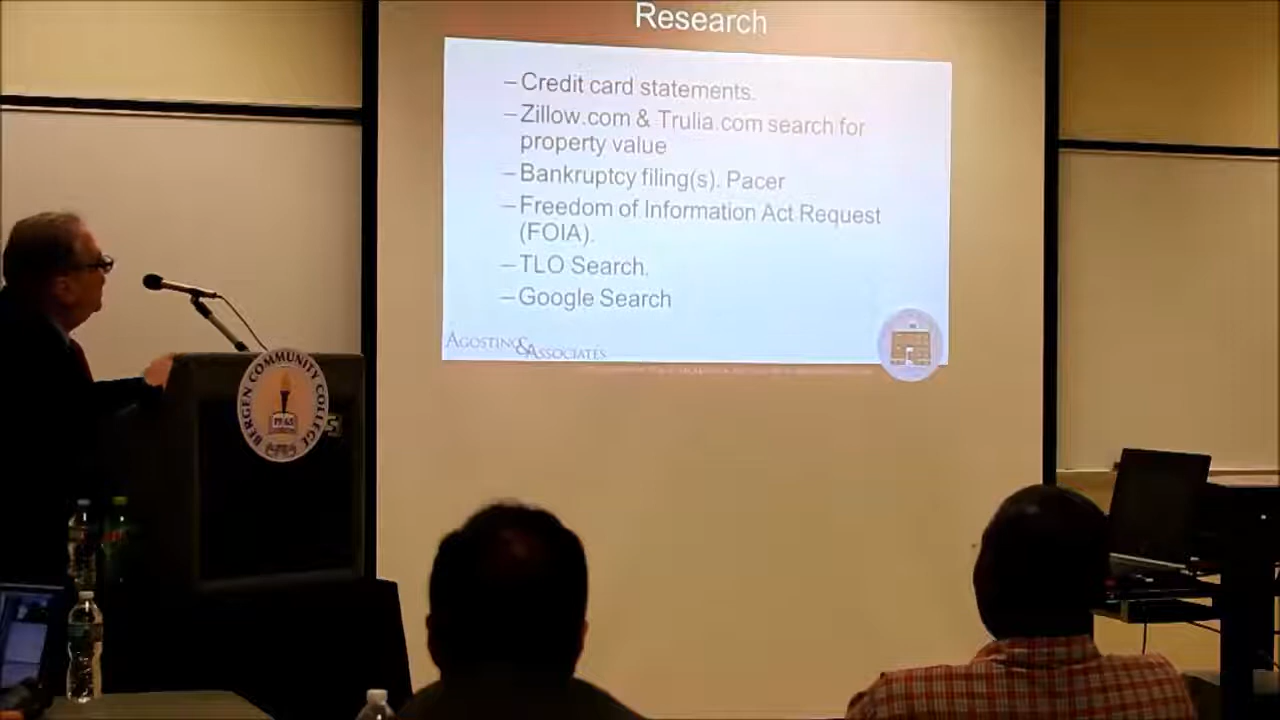 Research
–Credit card statements.
–Zillow.com & Trulia.com search for
property value
–Bankruptcy filing(s). Pacer
–Freedom of Information Act Request
(FOIA).
–TLO Search.
–Google Search
AGOSTINO & ASSOCIATES
BERGEN COMMUNITY COLLEGE